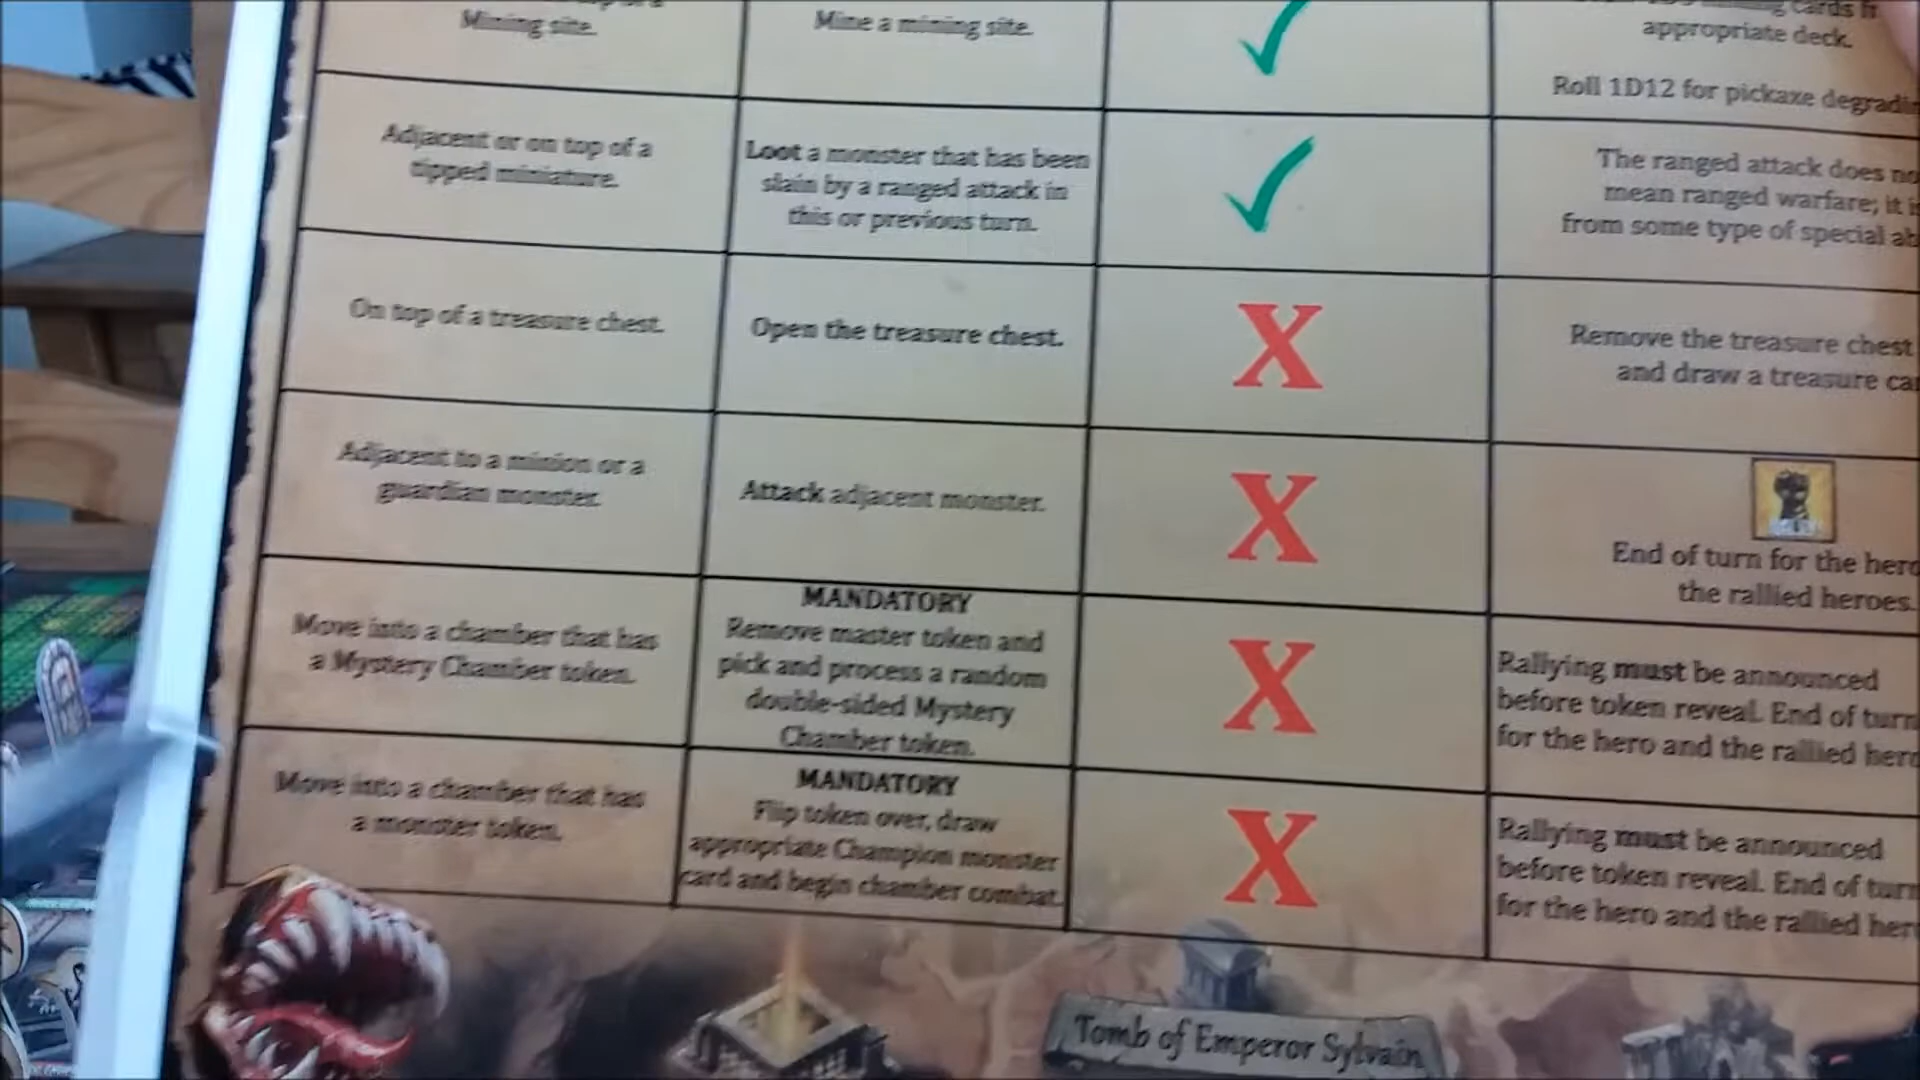 Mining site.
Mine a mining site.
cards
appropriate deck.
Roll 1D12 for pickaxe
Adjacent or on top of a
tipped miniature.
Loot a monster that has been
slain by a ranged attack in
this or previous turn.
The ranged attack does
mean ranged warfare; it
from some type of special
On top of a treasure chest.
Open the treasure chest.
X
Remove the treasure chest
and draw a treasure
Adjacent to a minion or a
guardian monster.
Attack adjacent monster.
X
End of turn for the
the rallied heroes.
Move into a chamber that has
a Mystery Chamber token.
MANDATORY
Remove master token and
pick and process a random
double-sided Mystery
Chamber token.
X
Rallying must be announced
before token reveal. End of turn
for the hero and the rallied
Move into a chamber that has
a monster token.
MANDATORY
Flip token over, draw
appropriate Champion monster
card and begin chamber combat.
X
Rallying must be announced
before token reveal. End of turn
for the hero and the rallied
Tomb of Emperor Sylvain